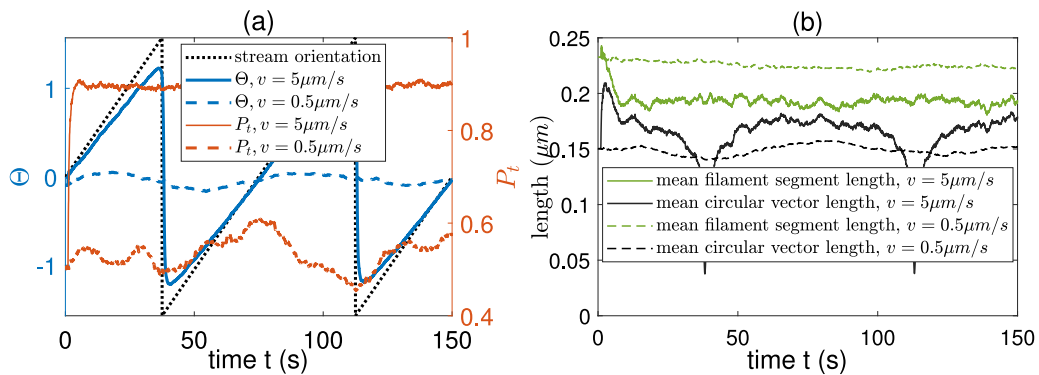 (a)
1
0
-1
Θ
stream orientation
Θ, v = 5μm/s
Θ, v = 0.5μm/s
P_t, v = 5μm/s
P_t, v = 0.5μm/s
1
0.8
0.6
0.4
P_t
0 50 100 150
time t (s)
(b)
0.25
0.2
0.15
0.1
0.05
0
length (μm)
mean filament segment length, v = 5μm/s
mean circular vector length, v = 5μm/s
mean filament segment length, v = 0.5μm/s
mean circular vector length, v = 0.5μm/s
0 50 100 150
time t (s)